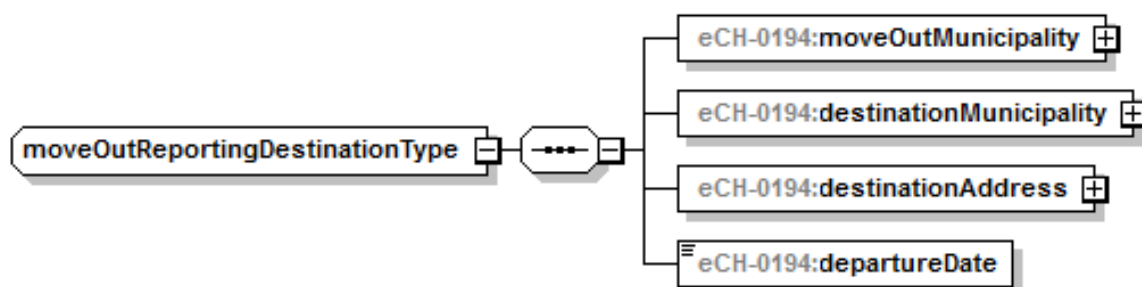 eCH-0194:moveOutMunicipality
eCH-0194:destinationMunicipality
moveOutReportingDestinationType
eCH-0194:destinationAddress
eCH-0194:departureDate